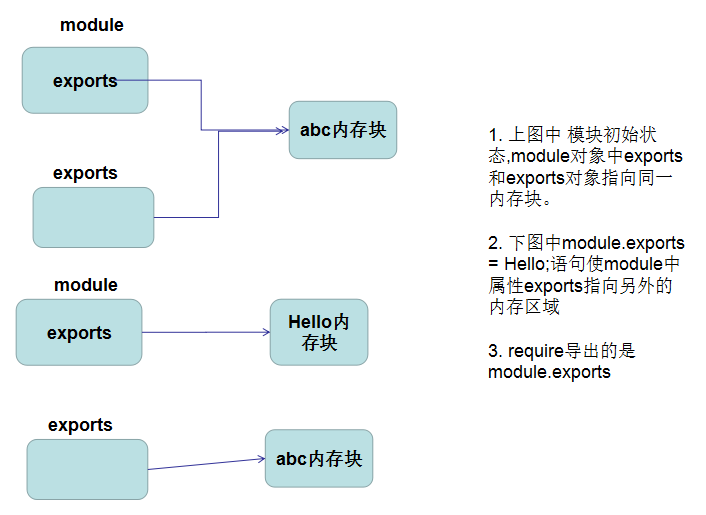 module
exports
abc内存块
exports
module
exports
Hello内
存块
exports
abc内存块
1. 上图中 模块初始状
态,module对象中exports
和exports对象指向同一
内存块。
2. 下图中module.exports
= Hello;语句使module中
属性exports指向另外的
内存区域
3. require导出的是
module.exports